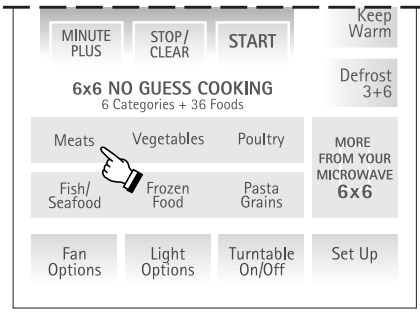 Keep
Warm
MINUTE
PLUS
STOP/
CLEAR
START
Defrost
3+6
6x6 NO GUESS COOKING
6 Categories + 36 Foods
Meats
Vegetables
Poultry
MORE
FROM YOUR
MICROWAVE
6x6
Fish/
Seafood
Frozen
Food
Pasta
Grains
Fan
Options
Light
Options
Turntable
On/Off
Set Up